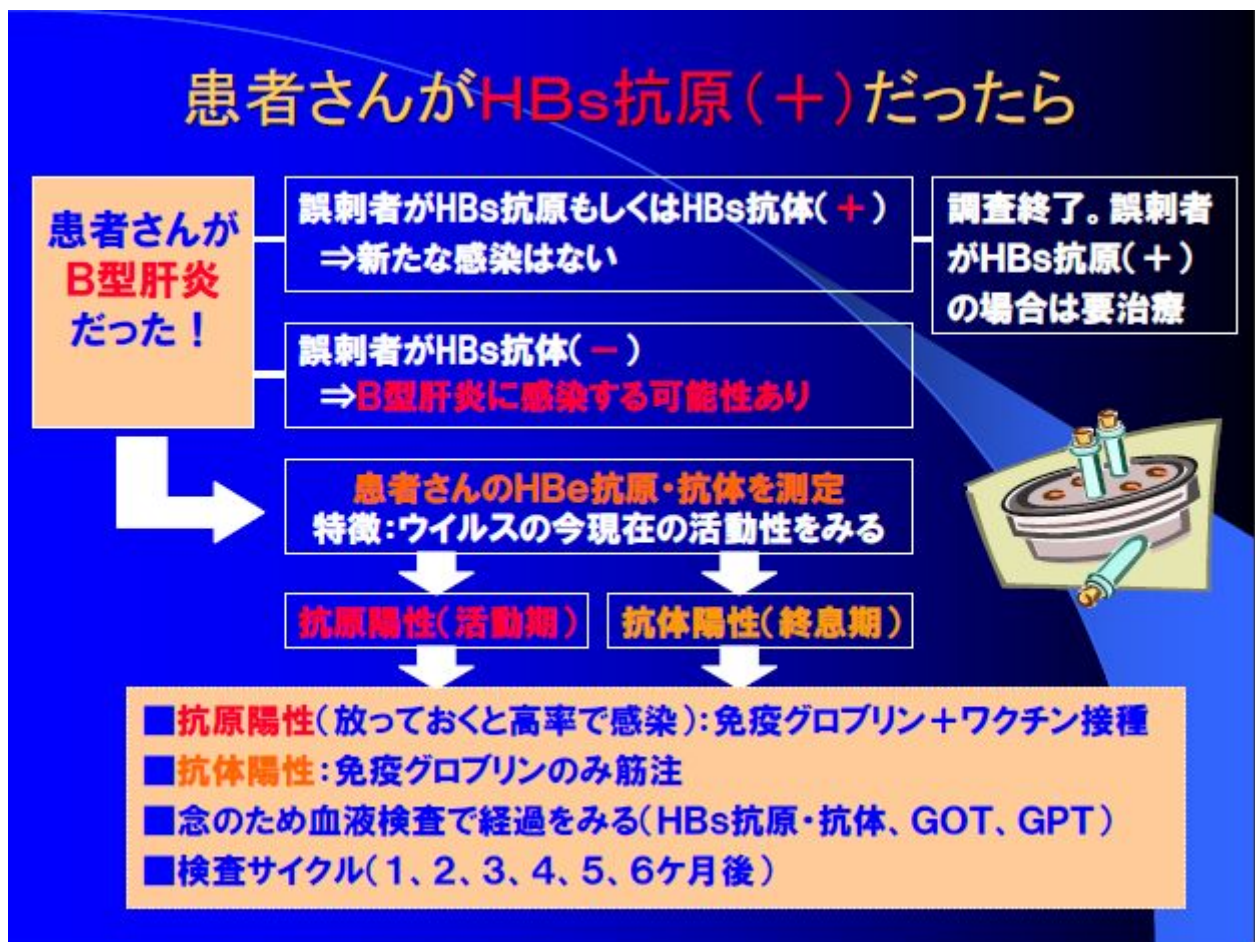 患者さんがHBs抗原(+)だったら
患者さんが
B型肝炎
だった!
誤刺者がHBs抗原もしくはHBs抗体(+)
⇒新たな感染はない
調査終了。誤刺者
がHBs抗原(+)
の場合は要治療
誤刺者がHBs抗体(-)
⇒B型肝炎に感染する可能性あり
患者さんのHBe抗原・抗体を測定
特徴:ウイルスの今現在の活動性をみる
抗原陽性(活動期)
抗体陽性(終息期)
■抗原陽性(放っておくと高率で感染):免疫グロブリン+ワクチン接種
■抗体陽性:免疫グロブリンのみ筋注
■念のため血液検査で経過をみる(HBs抗原・抗体、GOT、GPT)
■検査サイクル(1、2、3、4、5、6ケ月後)